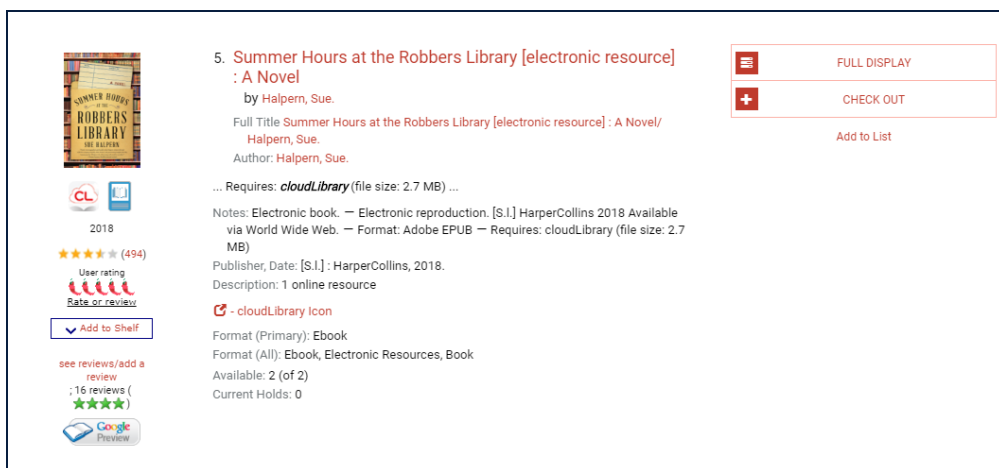 SUMMER HOURS
AT THE
ROBBERS
LIBRARY
SUE HALPERN
CL
2018
(494)
User rating
Rate or review
Add to Shelf
see reviews/add a
review
; 16 reviews (
)
Google
Preview
5. Summer Hours at the Robbers Library [electronic resource]
: A Novel
by Halpern, Sue.
Full Title Summer Hours at the Robbers Library [electronic resource] : A Novel/
Halpern, Sue.
Author: Halpern, Sue.
... Requires: cloudLibrary (file size: 2.7 MB) ...
Notes: Electronic book. — Electronic reproduction. [S.l.] HarperCollins 2018 Available
via World Wide Web. — Format: Adobe EPUB — Requires: cloudLibrary (file size: 2.7
MB)
Publisher, Date: [S.l.] : HarperCollins, 2018.
Description: 1 online resource
- cloudLibrary Icon
Format (Primary): Ebook
Format (All): Ebook, Electronic Resources, Book
Available: 2 (of 2)
Current Holds: 0
FULL DISPLAY
CHECK OUT
Add to List